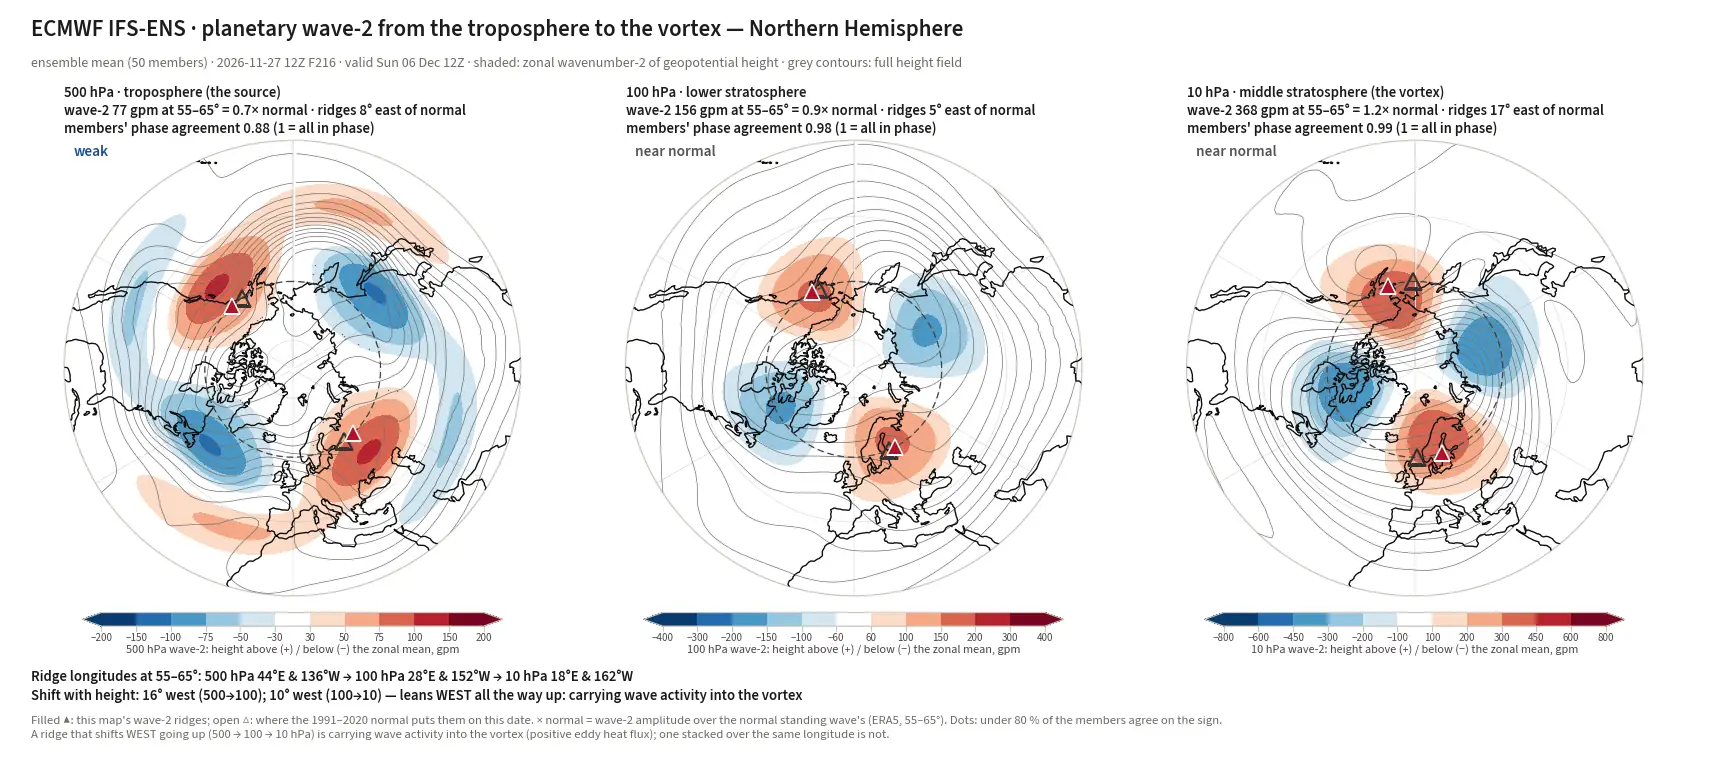 ECMWF IFS-ENS · planetary wave-2 from the troposphere to the vortex — Northern Hemisphere
ensemble mean (50 members) · 2026-11-27 12Z F216 · valid Sun 06 Dec 12Z · shaded: zonal wavenumber-2 of geopotential height · grey contours: full height field
500 hPa · troposphere (the source)
wave-2 77 gpm at 55–65° = 0.7× normal · ridges 8° east of normal
members' phase agreement 0.88 (1 = all in phase)
weak
100 hPa · lower stratosphere
wave-2 156 gpm at 55–65° = 0.9× normal · ridges 5° east of normal
members' phase agreement 0.98 (1 = all in phase)
near normal
10 hPa · middle stratosphere (the vortex)
wave-2 368 gpm at 55–65° = 1.2× normal · ridges 17° east of normal
members' phase agreement 0.99 (1 = all in phase)
near normal
−200 −150 −100 −75 −50 −30 30 50 75 100 150 200
500 hPa wave-2: height above (+) / below (−) the zonal mean, gpm
−400 −300 −200 −150 −100 −60 60 100 150 200 300 400
100 hPa wave-2: height above (+) / below (−) the zonal mean, gpm
−800 −600 −450 −300 −200 −100 100 200 300 450 600 800
10 hPa wave-2: height above (+) / below (−) the zonal mean, gpm
Ridge longitudes at 55–65°: 500 hPa 44°E & 136°W → 100 hPa 28°E & 152°W → 10 hPa 18°E & 162°W
Shift with height: 16° west (500→100); 10° west (100→10) — leans WEST all the way up: carrying wave activity into the vortex
Filled ▲: this map's wave-2 ridges; open △: where the 1991–2020 normal puts them on this date. × normal = wave-2 amplitude over the normal standing wave's (ERA5, 55–65°). Dots: under 80 % of the members agree on the sign.
A ridge that shifts WEST going up (500 → 100 → 10 hPa) is carrying wave activity into the vortex (positive eddy heat flux); one stacked over the same longitude is not.